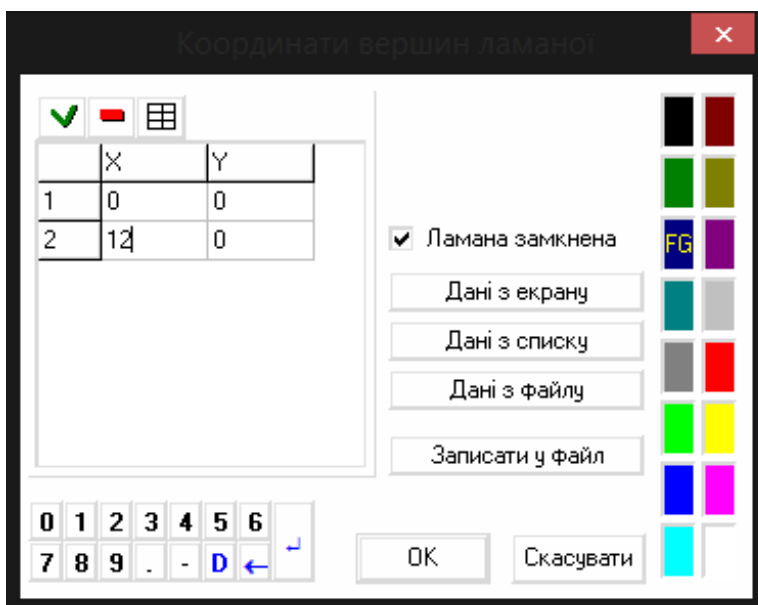 Координати вершин ламаної
X Y
1 0 0
2 12 0
Ламана замкнена
FG
Дані з екрану
Дані з списку
Дані з файлу
Записати у файл
0 1 2 3 4 5 6
7 8 9 . - D ← ↵
OK Скасувати